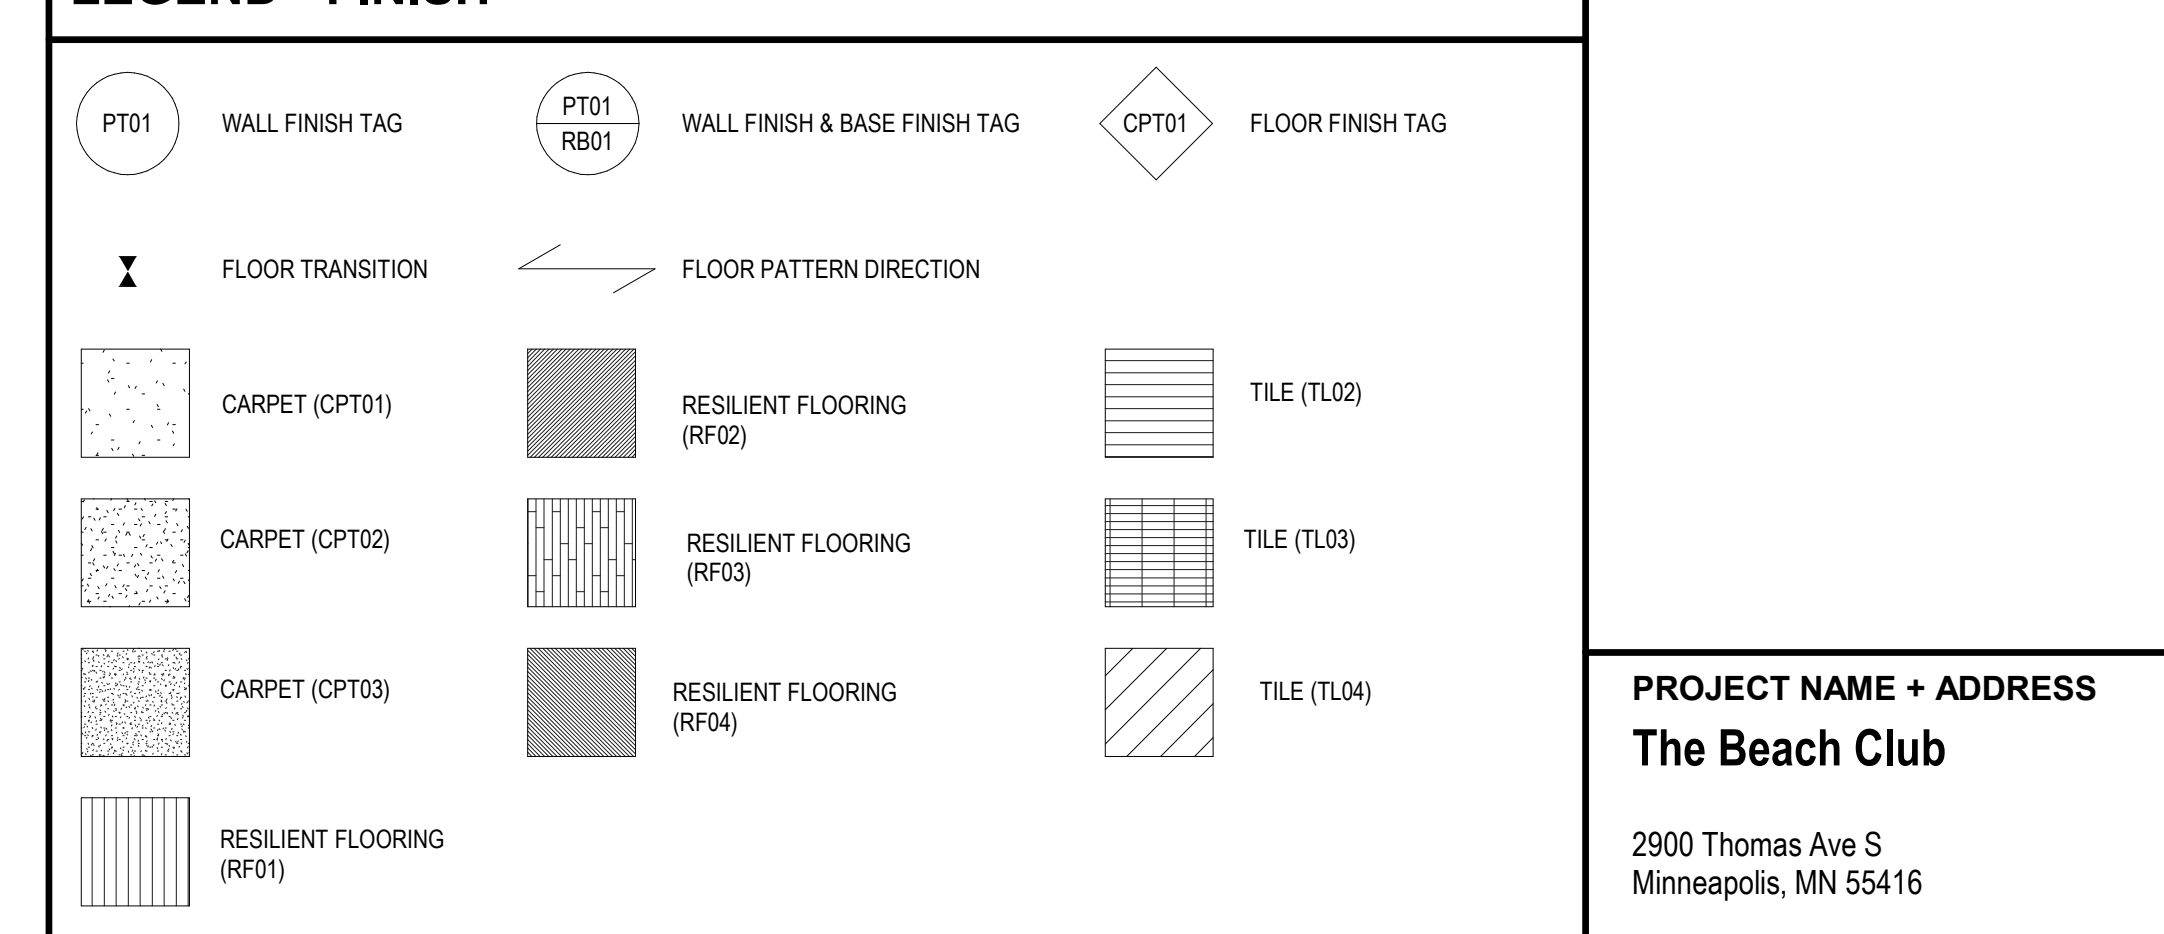 LEGEND - FINISH
PT01
WALL FINISH TAG
PT01
RB01
WALL FINISH & BASE FINISH TAG
CPT01
FLOOR FINISH TAG
FLOOR TRANSITION
FLOOR PATTERN DIRECTION
CARPET (CPT01)
RESILIENT FLOORING
(RF02)
TILE (TL02)
CARPET (CPT02)
RESILIENT FLOORING
(RF03)
TILE (TL03)
CARPET (CPT03)
RESILIENT FLOORING
(RF04)
TILE (TL04)
RESILIENT FLOORING
(RF01)
PROJECT NAME + ADDRESS
The Beach Club
2900 Thomas Ave S
Minneapolis, MN 55416